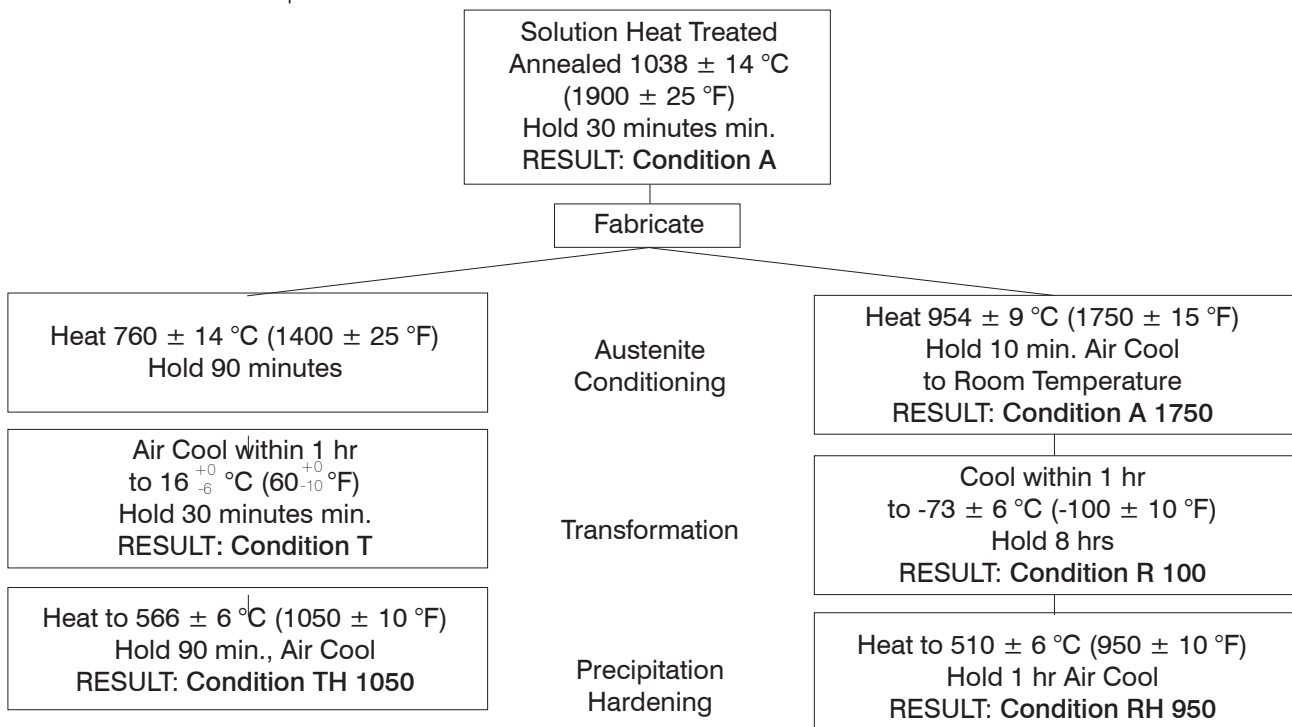 Solution Heat Treated
Annealed 1038 ± 14 °C
(1900 ± 25 °F)
Hold 30 minutes min.
RESULT: Condition A
Fabricate
Heat 760 ± 14 °C (1400 ± 25 °F)
Hold 90 minutes
Austenite
Conditioning
Heat 954 ± 9 °C (1750 ± 15 °F)
Hold 10 min. Air Cool
to Room Temperature
RESULT: Condition A 1750
Air Cool within 1 hr
to 16 +0 -6 °C (60 +0 -10 °F)
Hold 30 minutes min.
RESULT: Condition T
Transformation
Cool within 1 hr
to -73 ± 6 °C (-100 ± 10 °F)
Hold 8 hrs
RESULT: Condition R 100
Heat to 566 ± 6 °C (1050 ± 10 °F)
Hold 90 min., Air Cool
RESULT: Condition TH 1050
Precipitation
Hardening
Heat to 510 ± 6 °C (950 ± 10 °F)
Hold 1 hr Air Cool
RESULT: Condition RH 950